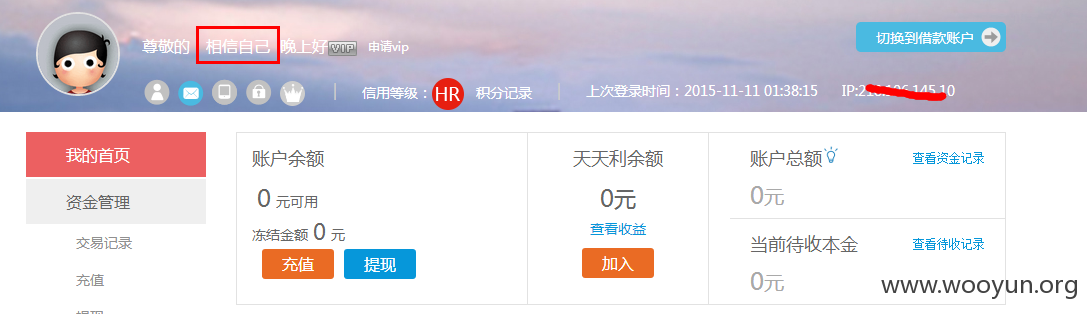 尊敬的 相信自己 晚上好 VIP 申请vip
切换到借款账户
信用等级： HR 积分记录 上次登录时间：2015-11-11 01:38:15 IP:
我的首页
资金管理
交易记录
充值
账户余额
0 元可用
冻结金额 0 元
充值 提现
天天利余额
0元
查看收益
加入
账户总额 查看资金记录
0元
当前待收本金 查看待收记录
0元
www.wooyun.org